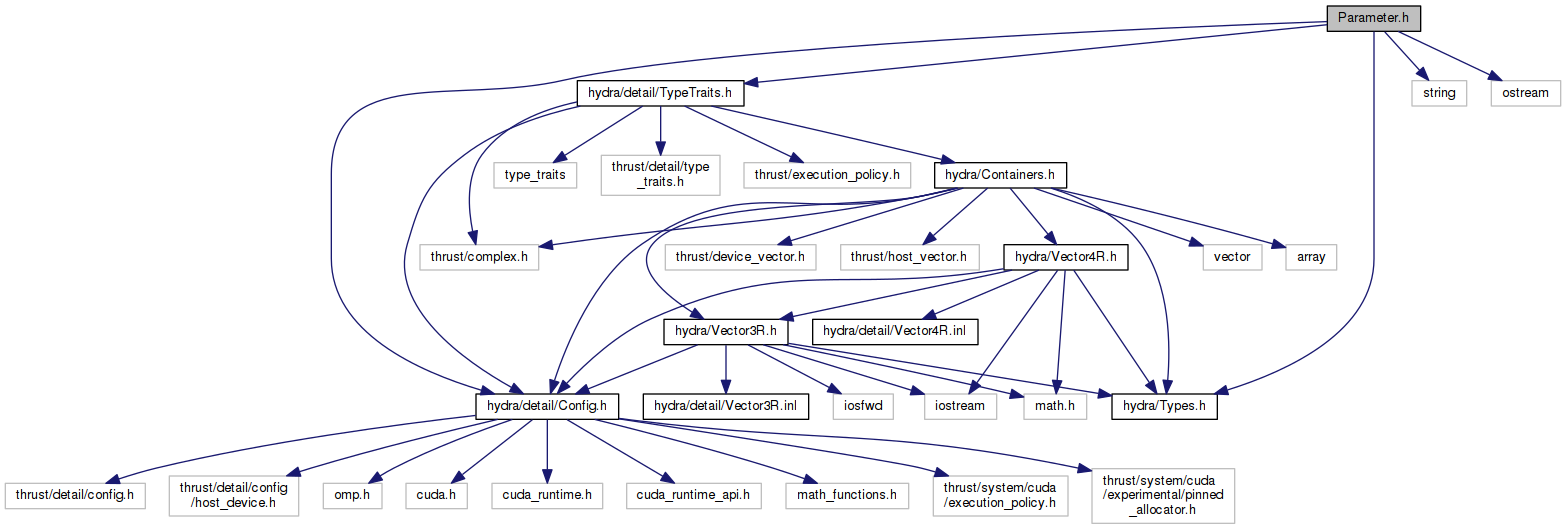 Parameter.h
hydra/detail/TypeTraits.h
string
ostream
type_traits
thrust/detail/type
_traits.h
thrust/execution_policy.h
hydra/Containers.h
thrust/complex.h
thrust/device_vector.h
thrust/host_vector.h
hydra/Vector4R.h
vector
array
hydra/Vector3R.h
hydra/detail/Vector4R.inl
hydra/detail/Config.h
hydra/detail/Vector3R.inl
iosfwd
iostream
math.h
hydra/Types.h
thrust/detail/config.h
thrust/detail/config
/host_device.h
omp.h
cuda.h
cuda_runtime.h
cuda_runtime_api.h
math_functions.h
thrust/system/cuda
/execution_policy.h
thrust/system/cuda
/experimental/pinned
_allocator.h